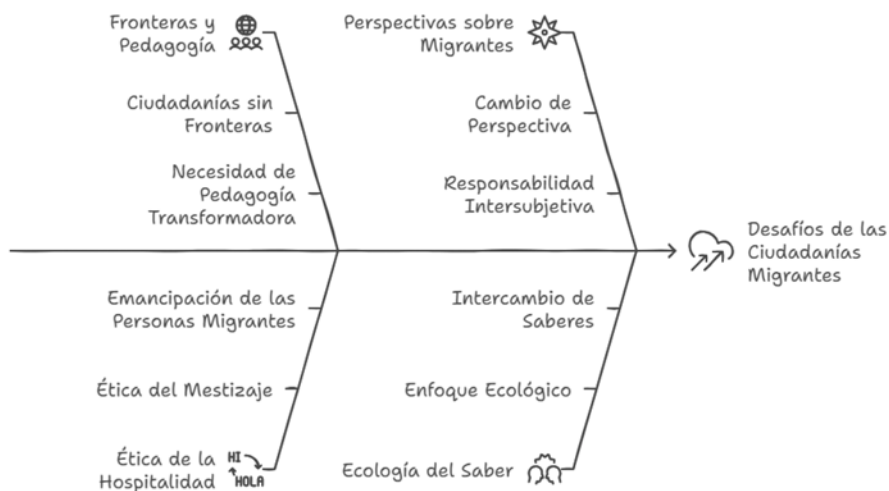 Fronteras y
Pedagogía
Ciudadanías sin
Fronteras
Necesidad de
Pedagogía
Transformadora
Perspectivas sobre
Migrantes
Cambio de
Perspectiva
Responsabilidad
Intersubjetiva
Desafíos de las
Ciudadanías
Migrantes
Emancipación de las
Personas Migrantes
Ética del Mestizaje
Ética de la
Hospitalidad
HI
HOLA
Intercambio de
Saberes
Enfoque Ecológico
Ecología del Saber